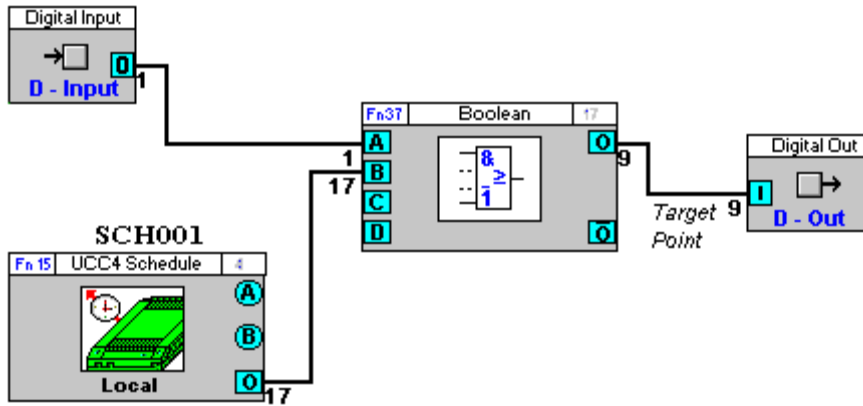 Digital Input
O
1
D - Input
Fn37 Boolean 17
A
1
B
17
C
D
&
≥
1
O
9
O
Target
Point
Digital Out
I
9
D - Out
SCH001
Fn 15 UCC4 Schedule 4
A
B
O
17
Local